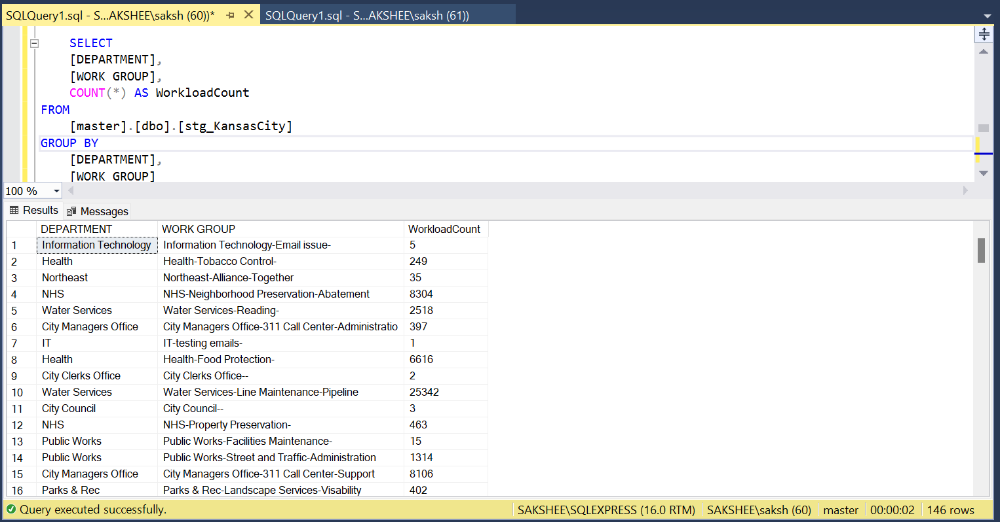 SQLQuery1.sql - S...AKSHEE\saksh (60))* SQLQuery1.sql - S...AKSHEE\saksh (61))
SELECT
[DEPARTMENT],
[WORK GROUP],
COUNT(*) AS WorkloadCount
FROM
[master].[dbo].[stg_KansasCity]
GROUP BY
[DEPARTMENT],
[WORK GROUP]
100 %
Results Messages
DEPARTMENT WORK GROUP WorkloadCount
1 Information Technology Information Technology-Email issue- 5
2 Health Health-Tobacco Control- 249
3 Northeast Northeast-Alliance-Together 35
4 NHS NHS-Neighborhood Preservation-Abatement 8304
5 Water Services Water Services-Reading- 2518
6 City Managers Office City Managers Office-311 Call Center-Administratio 397
7 IT IT-testing emails- 1
8 Health Health-Food Protection- 6616
9 City Clerks Office City Clerks Office-- 2
10 Water Services Water Services-Line Maintenance-Pipeline 25342
11 City Council City Council-- 3
12 NHS NHS-Property Preservation- 463
13 Public Works Public Works-Facilities Maintenance- 15
14 Public Works Public Works-Street and Traffic-Administration 1314
15 City Managers Office City Managers Office-311 Call Center-Support 8106
16 Parks & Rec Parks & Rec-Landscape Services-Visability 402
Query executed successfully. SAKSHEE\SQLEXPRESS (16.0 RTM) SAKSHEE\saksh (60) master 00:00:02 146 rows